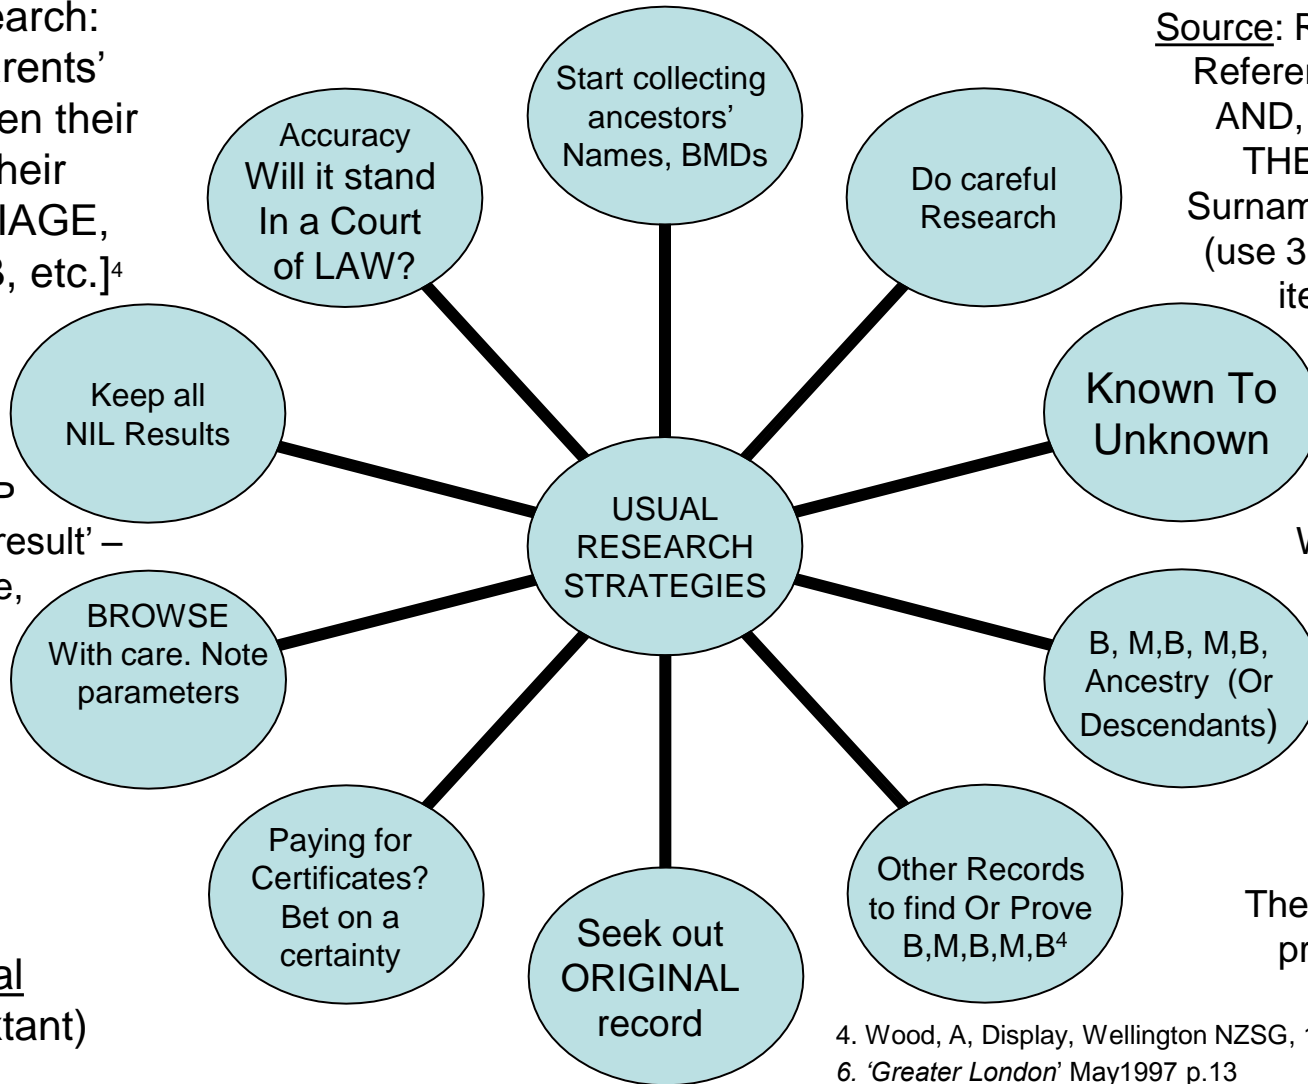 earch:
rents’
en their
heir
IAGE,
B, etc.]⁴
Source: R
Referen
AND,
THE
Surnam
(use 3
ite
Start collecting
ancestors’
Names, BMDs
Do careful
Research
Known To
Unknown
B, M,B, M,B,
Ancestry (Or
Descendants)
Other Records
to find Or Prove
B,M,B,M,B⁴
Seek out
ORIGINAL
record
Paying for
Certificates?
Bet on a
certainty
BROWSE
With care. Note
parameters
Keep all
NIL Results
Accuracy
Will it stand
In a Court
of LAW?
USUAL
RESEARCH
STRATEGIES
P
result’ –
e,
al
xtant)
W
The
pr
4. Wood, A, Display, Wellington NZSG, 1
6. ‘Greater London’ May1997 p.13